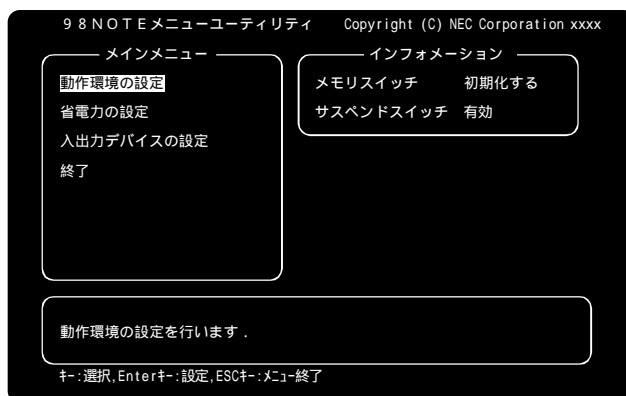 98NOTEメニューユーティリティ Copyright (C) NEC Corporation xxxx
メインメニュー
動作環境の設定
省電力の設定
入出力デバイスの設定
終了
インフォメーション
メモリスイッチ 初期化する
サスペンドスイッチ 有効
動作環境の設定を行います.
ｷｰ:選択,Enterｷｰ:設定,ESCｷｰ:ﾒﾆｭｰ終了